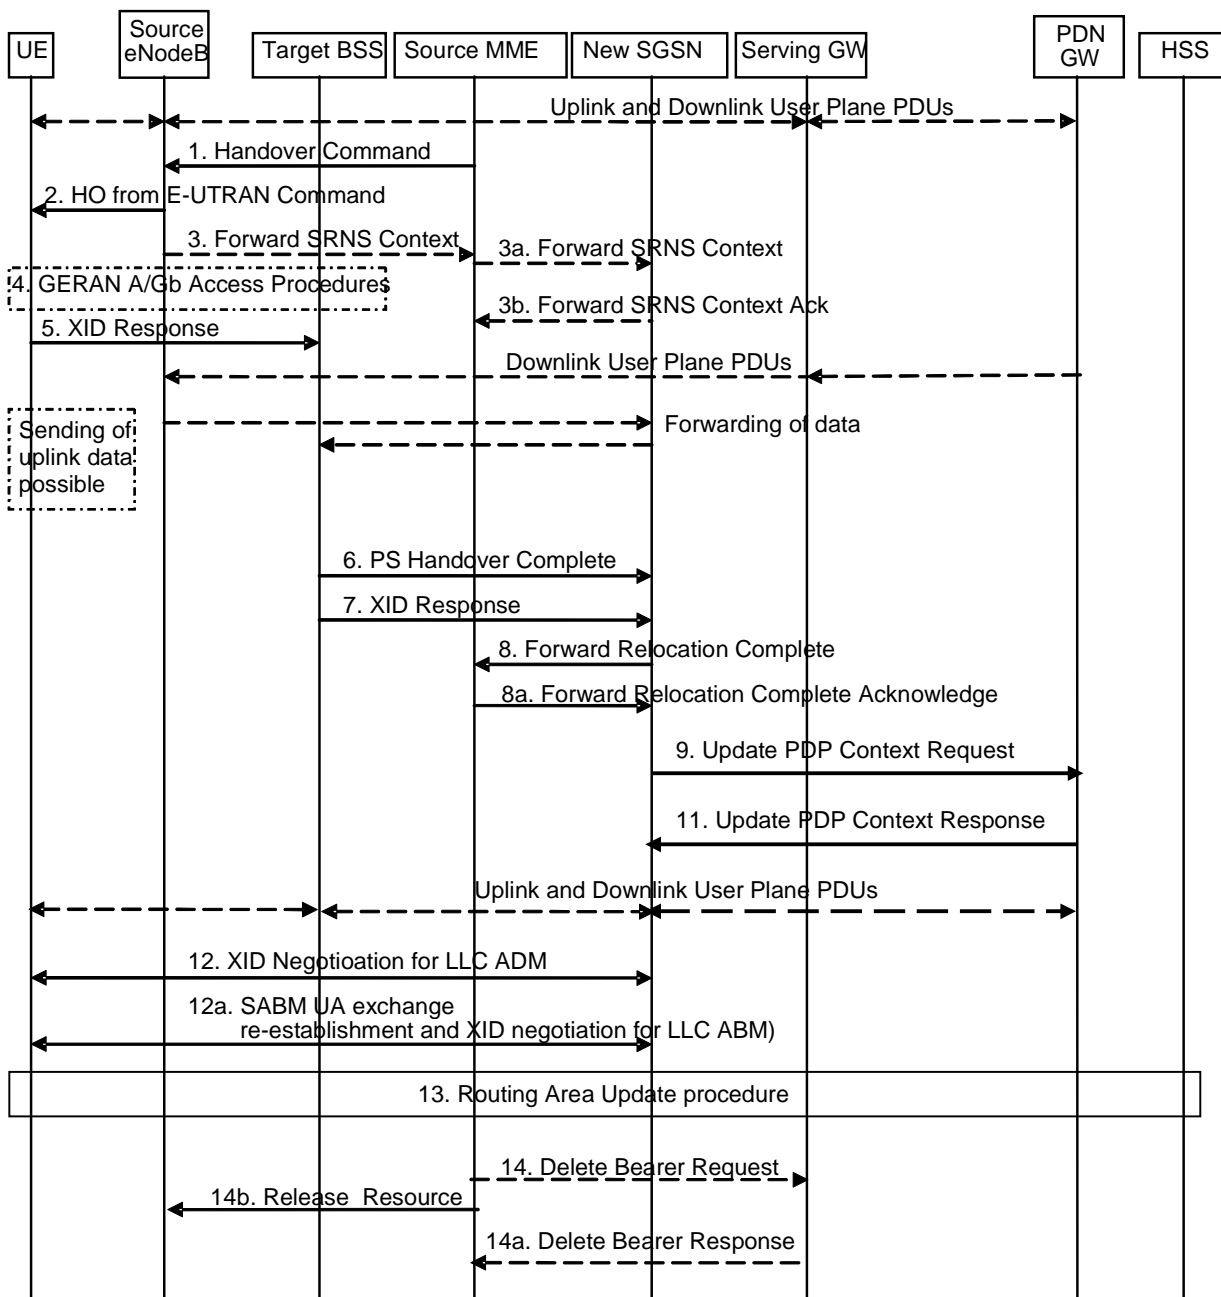 UE
Source
eNodeB
Target BSS
Source MME
New SGSN
Serving GW
PDN
GW
HSS
Uplink and Downlink User Plane PDUs
1. Handover Command
2. HO from E-UTRAN Command
3. Forward SRNS Context
3a. Forward SRNS Context
4. GERAN A/Gb Access Procedures
3b. Forward SRNS Context Ack
5. XID Response
Downlink User Plane PDUs
Sending of
uplink data
possible
Forwarding of data
6. PS Handover Complete
7. XID Response
8. Forward Relocation Complete
8a. Forward Relocation Complete Acknowledge
9. Update PDP Context Request
11. Update PDP Context Response
Uplink and Downlink User Plane PDUs
12. XID Negotioation for LLC ADM
12a. SABM UA exchange
re-establishment and XID negotiation for LLC ABM)
13. Routing Area Update procedure
14. Delete Bearer Request
14b. Release Resource
14a. Delete Bearer Response